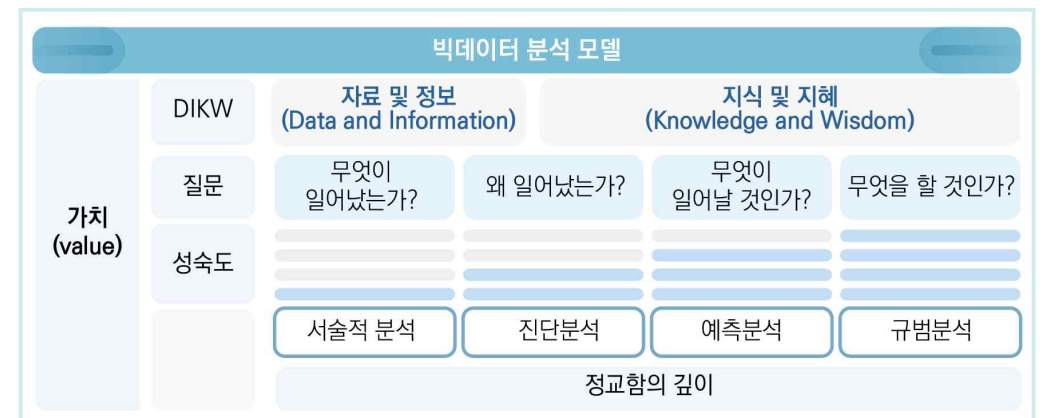 빅데이터 분석 모델
가치
(value)
DIKW
자료 및 정보
(Data and Information)
지식 및 지혜
(Knowledge and Wisdom)
질문
무엇이
일어났는가?
왜 일어났는가?
무엇이
일어날 것인가?
무엇을 할 것인가?
성숙도
서술적 분석
진단분석
예측분석
규범분석
정교함의 깊이